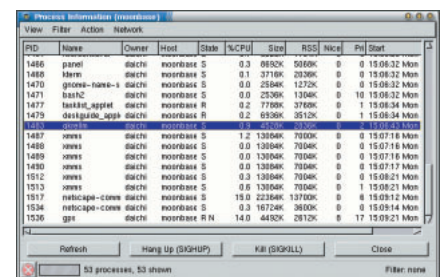 Process Information (moonbase)
View Filter Action Network
PID Name Owner Host State %CPU Size RSS Nice Pri Start
1466 panel daichi moonbase S 0.3 8692K 5068K 0 0 15:06:32 Mon
1468 kterm daichi moonbase S 0.1 3716K 2036K 0 0 15:06:32 Mon
1470 gnome-name-s daichi moonbase S 0.0 2564K 1272K 0 0 15:06:32 Mon
1471 bash2 daichi moonbase S 0.0 2536K 1304K 0 10 15:06:32 Mon
1477 tasklist_applet daichi moonbase R 0.2 7788K 3768K 0 1 15:06:34 Mon
1479 deskguide_appl daichi moonbase R 0.2 6936K 3512K 0 1 15:06:34 Mon
1487 xmms daichi moonbase S 1.2 13064K 7000K 0 0 15:07:16 Mon
1488 xmms daichi moonbase S 0.0 13064K 7004K 0 0 15:07:16 Mon
1489 xmms daichi moonbase S 0.0 13064K 7004K 0 0 15:07:16 Mon
1490 xmms daichi moonbase S 0.0 13064K 7004K 0 0 15:07:17 Mon
1512 xmms daichi moonbase S 0.3 13064K 7004K 0 0 15:08:21 Mon
1513 xmms daichi moonbase S 0.6 13064K 7004K 0 1 15:08:21 Mon
1517 netscape-comm daichi moonbase S 15.0 22364K 13700K 0 6 15:09:12 Mon
1534 netscape-comm daichi moonbase S 0.3 16724K 3600K 0 0 15:09:14 Mon
1536 gps daichi moonbase R N 14.0 4492K 2612K 8 17 15:09:21 Mon
Refresh Hang Up (SIGHUP) Kill (SIGKILL) Close
53 processes, 53 shown Filter: none